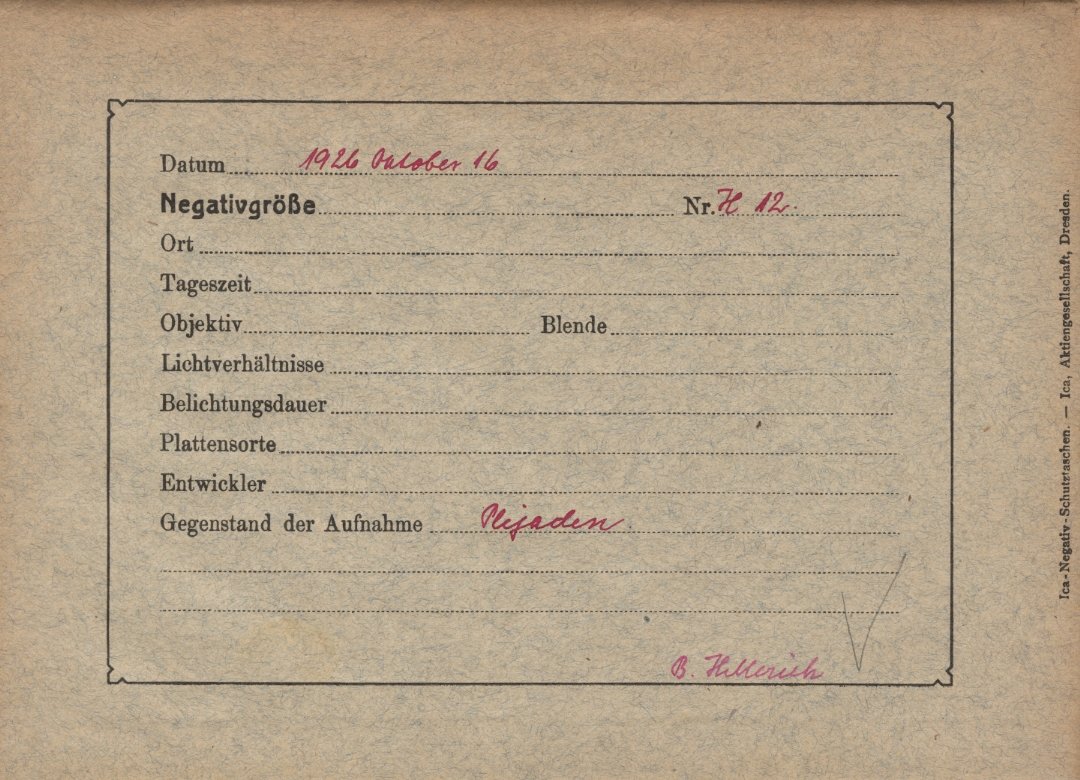 Datum 1926 Oktober 16
Negativgröße Nr. H 12.
Ort
Tageszeit
Objektiv Blende
Lichtverhältnisse
Belichtungsdauer
Plattensorte
Entwickler
Gegenstand der Aufnahme Plejaden
B. Hellerich
Ica-Negativ-Schutztaschen. — Ica, Aktiengesellschaft, Dresden.